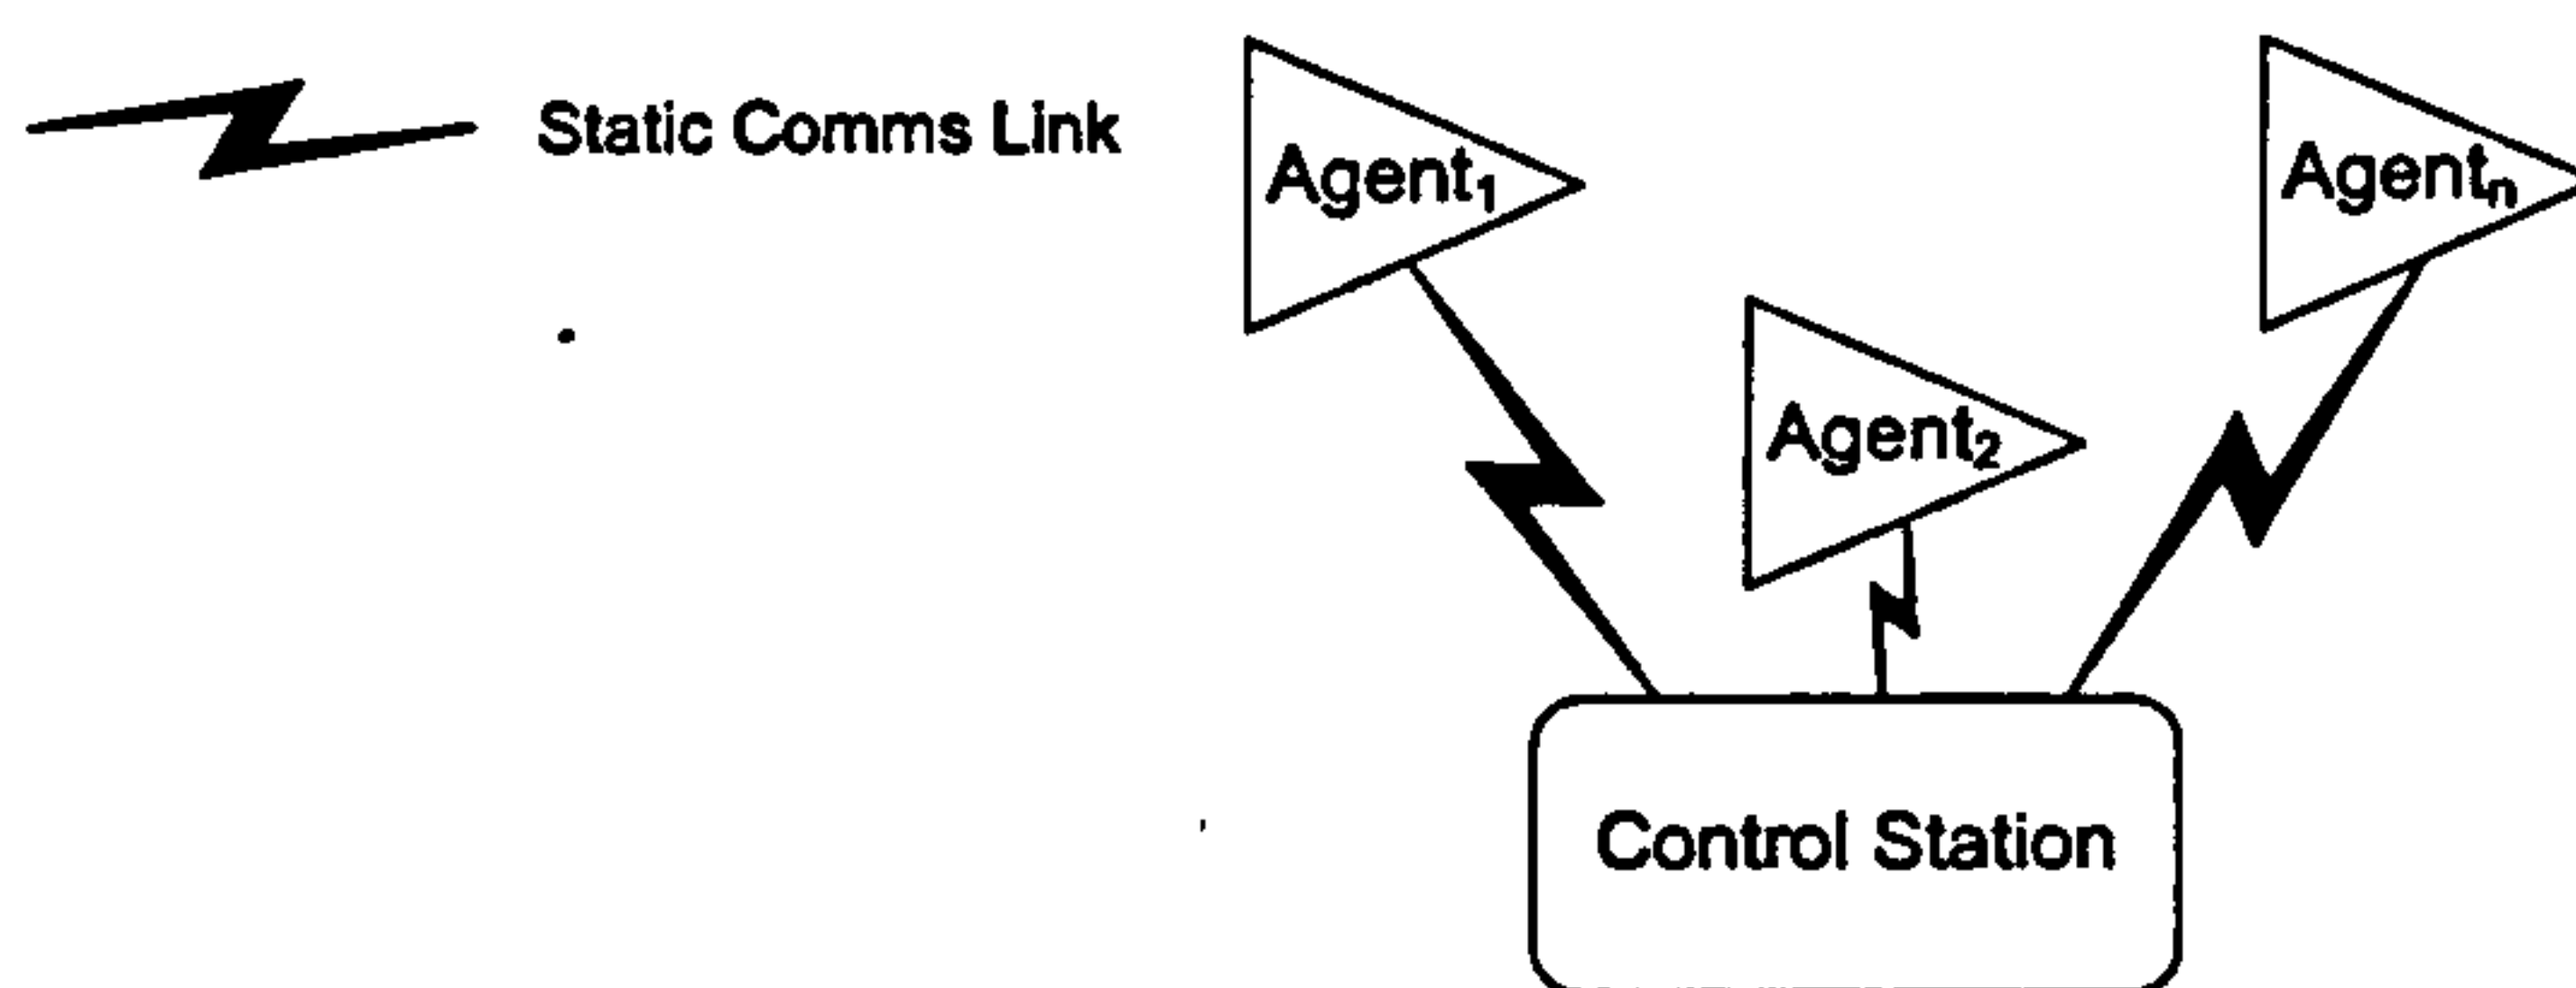 Static Comms Link
Agent₁
Agentₙ
Agent₂
Control Station